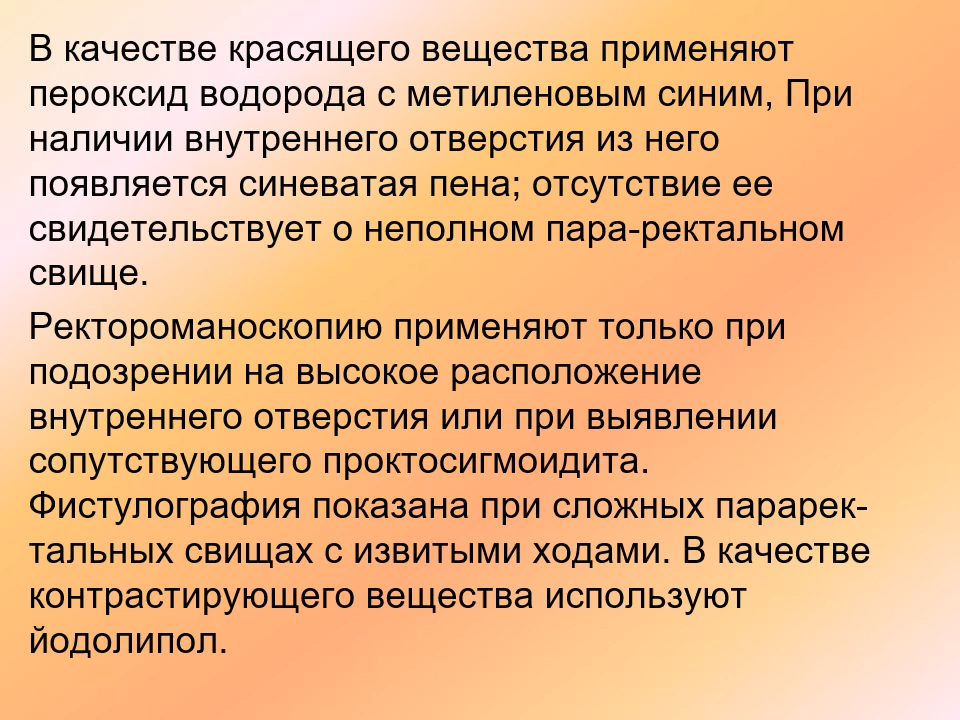 В качестве красящего вещества применяют
пероксид водорода с метиленовым синим, При
наличии внутреннего отверстия из него
появляется синеватая пена; отсутствие ее
свидетельствует о неполном пара-ректальном
свище.
Ректороманоскопию применяют только при
подозрении на высокое расположение
внутреннего отверстия или при выявлении
сопутствующего проктосигмоидита.
Фистулография показана при сложных парарек-
тальных свищах с извитыми ходами. В качестве
контрастирующего вещества используют
йодолипол.